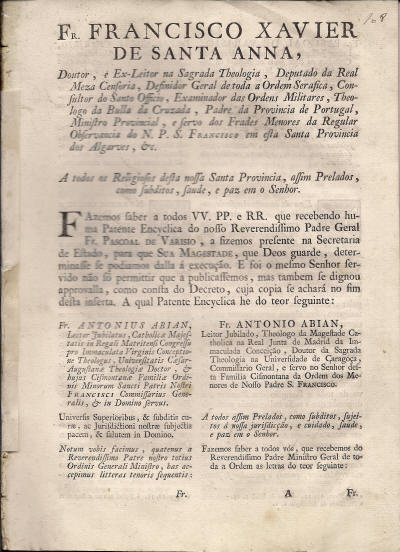 1.8
Fr. FRANCISCO XAVIER
DE SANTA ANNA,
Doutor, e Ex-Leitor na Sagrada Theologia, Deputado da Real
Meza Censoria, Definidor Geral de toda a Ordem Serafica, Con-
sultor do Santo Officio, Examinador das Ordens Militares, Theo-
logo da Bulla da Cruzada, Padre da Provincia de Portugal,
Ministro Provincial, e servo dos Frades Menores da Regular
Observancia do N. P. S. Francisco em esta Santa Provincia
dos Algarves, &c.
A todos os Religiosos desta nossa Santa Provincia, assim Prelados,
como subditos, saude, e paz em o Senhor.
FAzemos saber a todos VV. PP. e RR. que recebendo hu-
ma Patente Encyclica do nosso Reverendissimo Padre Geral
Fr. Pascoal de Varisio, a fizemos presente na Secretaria
de Estado, para que Sua Magestade, que Deos guarde, deter-
minasse se podiamos dalla á execução. E foi o mesmo Senhor ser-
vido não só permittir que a publicassemos, mas tambem se dignou
approvalla, como consta do Decreto, cuja copia se achará no fim
desta inserta. A qual Patente Encyclica he do teor seguinte:
Fr. ANTONIUS ABIAN,
Lector Jubilatus, Catholicæ Majes-
tatis in Regali Matritensi Congresso
pro Immaculata Virginis Conceptio-
ne Theologus, Universitatis Cæsar-
Augustanæ Theologiæ Doctor, &
hujus Cismontanæ Familiæ Ordi-
nis Minorum Sancti Patris Nostri
Francisci Commissarius Gene-
ralis, & in Domino servus.
Universis Superioribus, & subditis eo-
rum, ac Jurisdictioni nostræ subjectis
pacem, & salutem in Domino.
Notum vobis facimus, quatenus a
Reverendissimo Patre nostro totius
Ordinis Generali Ministro, has ac-
cepimus litteras tenoris sequentis:
Fr.
Fr. ANTONIO ABIAN,
Leitor Jubilado, Theologo da Magestade Ca-
tholica na Real Junta de Madrid da Im-
maculada Conceição, Doutor da Sagrada
Theologia na Universidade de Çaragoça,
Commissario Geral, e servo no Senhor des-
ta Familia Cismontana da Ordem dos Me-
nores de Nosso Padre S. Francisco.
A todos assim Prelados, como subditos, sujei-
tos á nossa jurisdicção, e cuidado, saude,
e paz em o Senhor.
Fazemos saber a todos vós, que recebemos do
Reverendissimo Padre Ministro Geral de to-
da a Ordem as letras do teor seguinte:
A Fr.